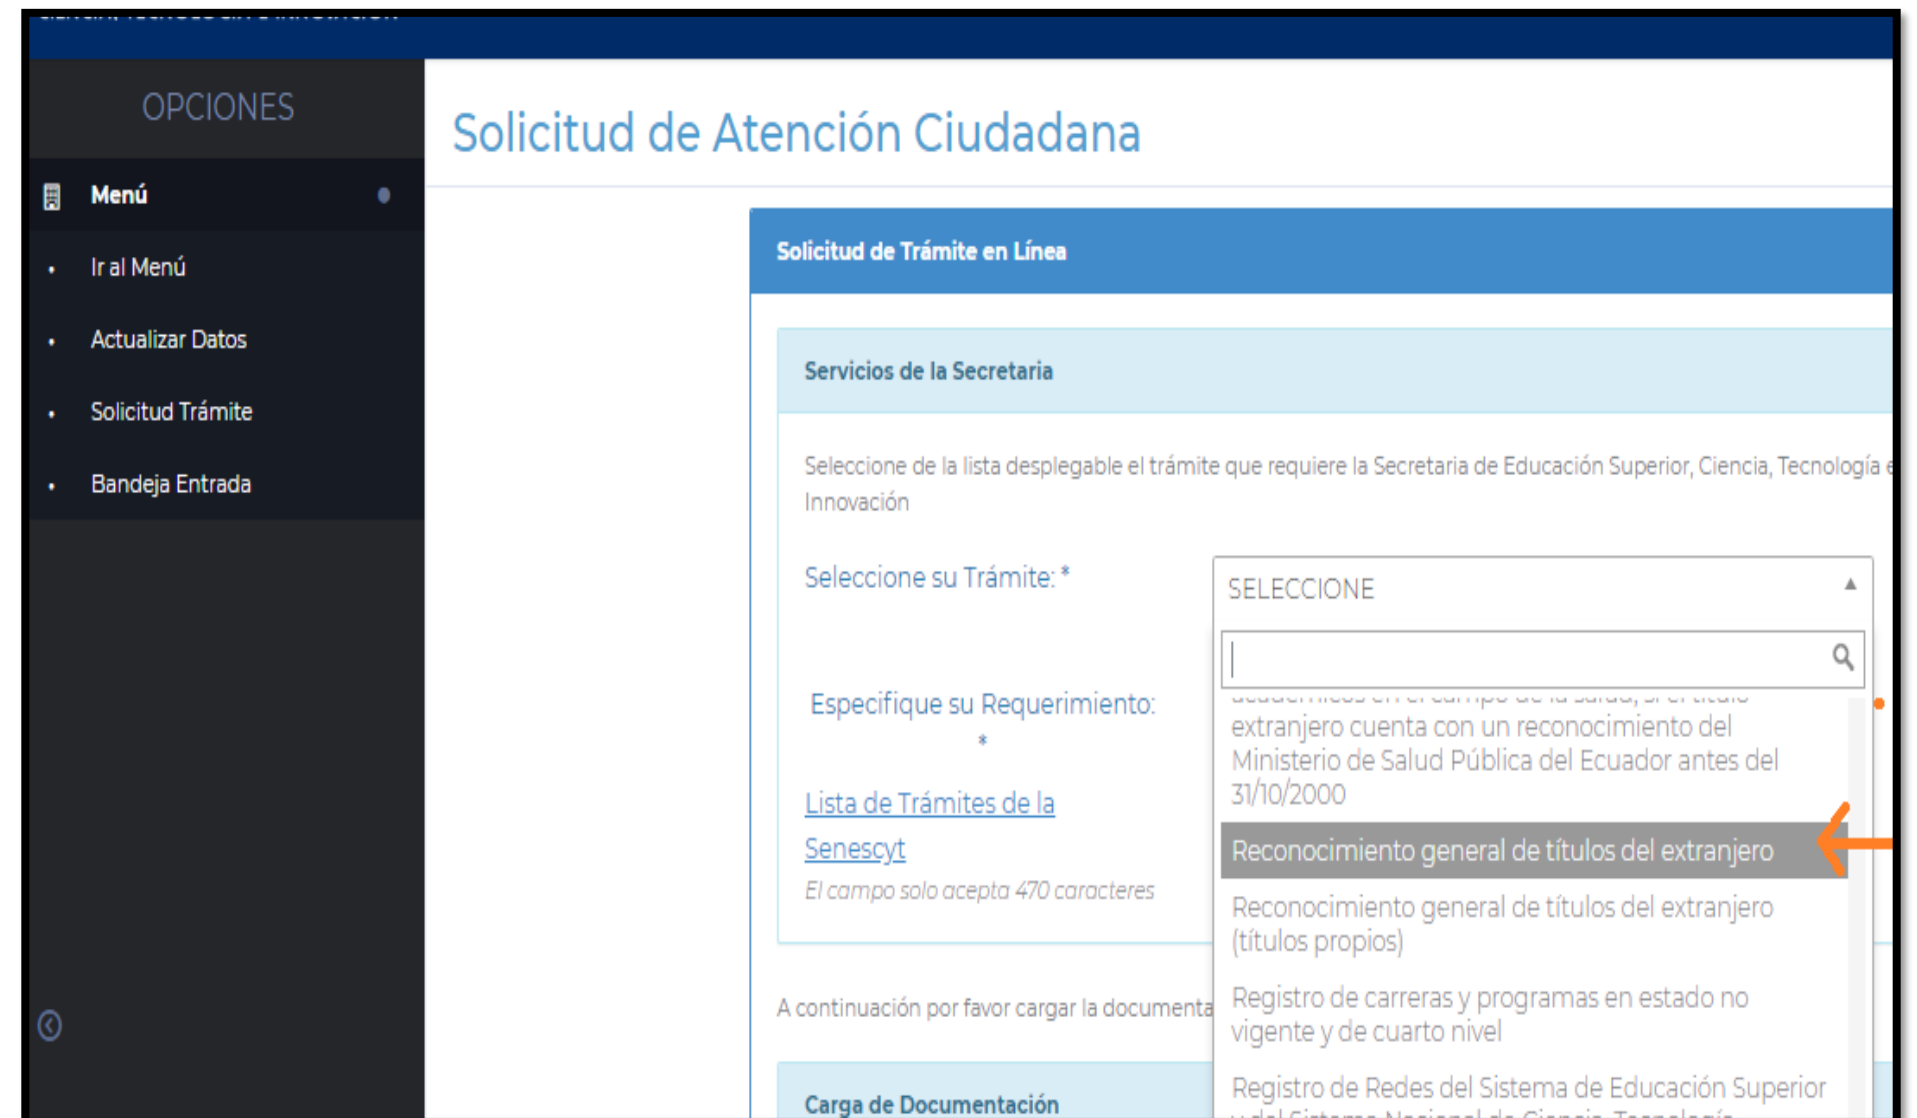 OPCIONES
Menú
Ir al Menú
Actualizar Datos
Solicitud Trámite
Bandeja Entrada
Solicitud de Atención Ciudadana
Solicitud de Trámite en Línea
Servicios de la Secretaria
Seleccione de la lista desplegable el trámite que requiere la Secretaria de Educación Superior, Ciencia, Tecnología e
Innovación
Seleccione su Trámite: *
SELECCIONE
Especifique su Requerimiento:
*
Lista de Trámites de la
Senescyt
El campo solo acepta 470 caracteres
extranjero cuenta con un reconocimiento del
Ministerio de Salud Pública del Ecuador antes del
31/10/2000
Reconocimiento general de títulos del extranjero
Reconocimiento general de títulos del extranjero
(títulos propios)
Registro de carreras y programas en estado no
vigente y de cuarto nivel
Registro de Redes del Sistema de Educación Superior
A continuación por favor cargar la documenta
Carga de Documentación